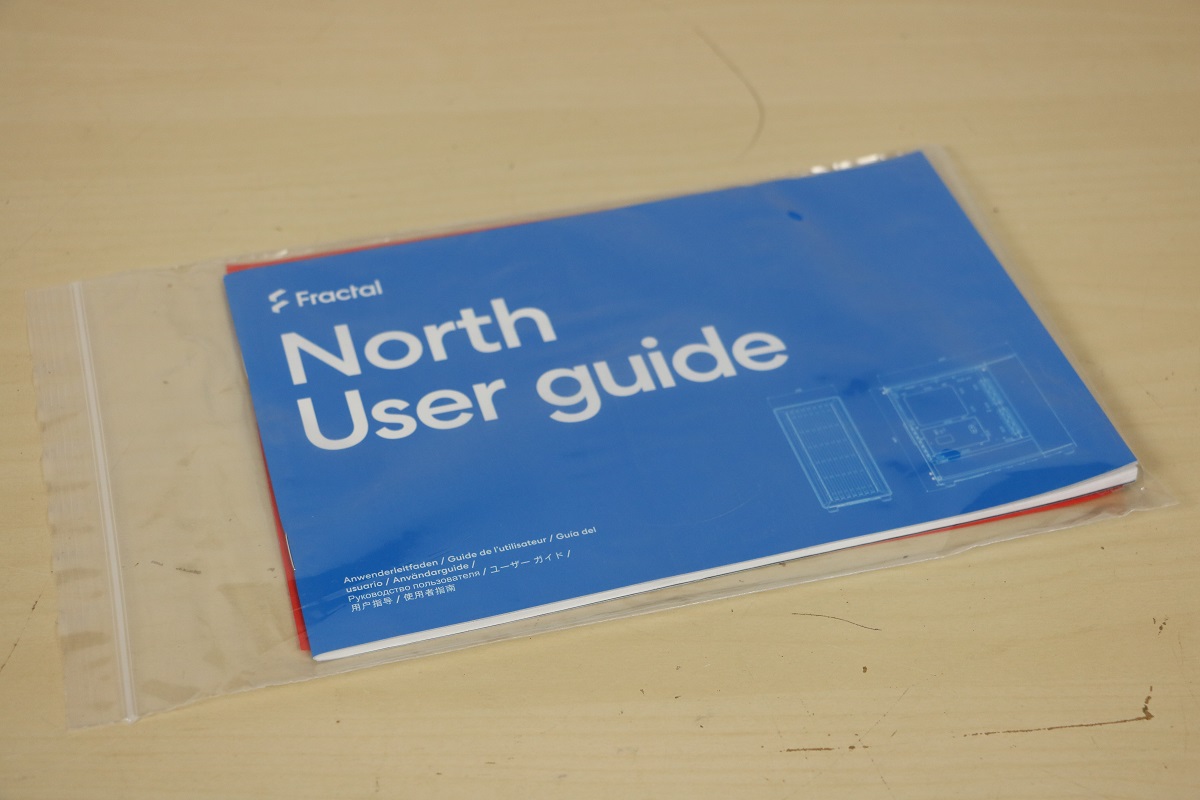 Fractal
North
User guide
Anwenderleitfaden / Guide de l'utilisateur / Guia del
usuario / Användarguide /
Руководство пользователя / ユーザー ガイド /
用户指导 / 使用者指南